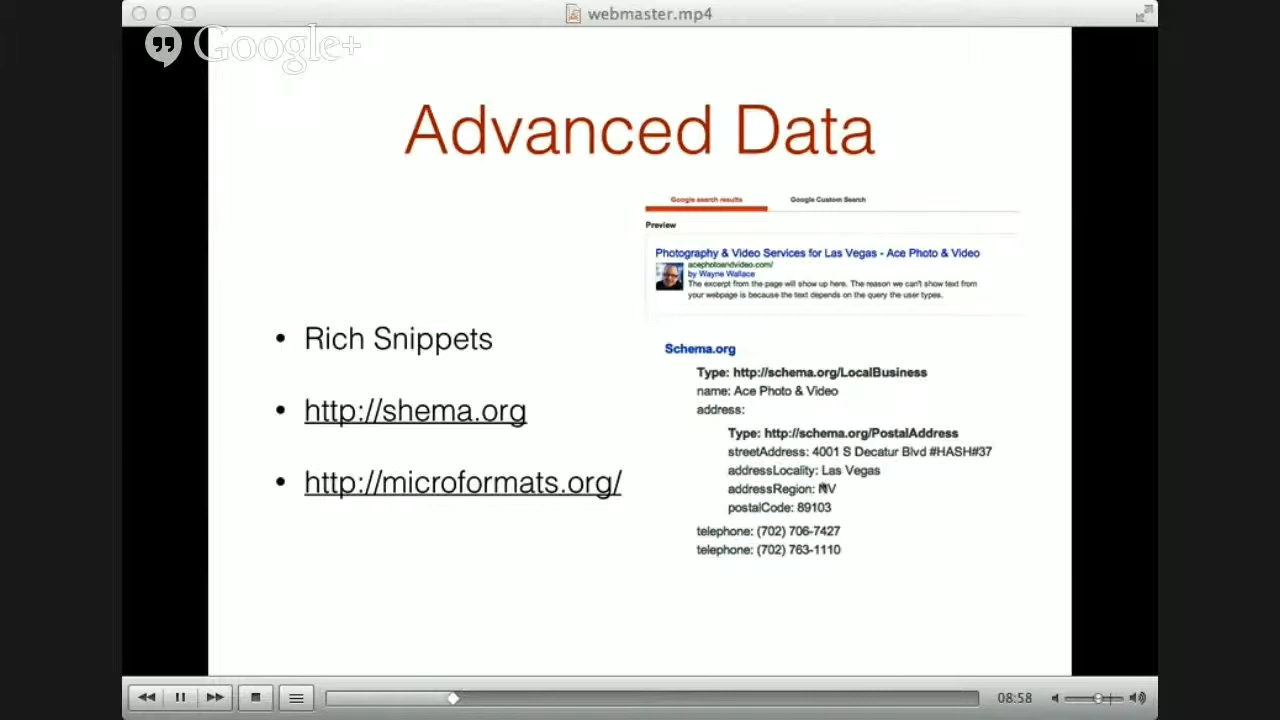 webmaster.mp4
Google+
Advanced Data
Google search results Google Custom Search
Preview
Photography & Video Services for Las Vegas - Ace Photo & Video
acephotoandvideo.com/
by Wayne Wallace
The excerpt from the page will show up here. The reason we can't show text from
your webpage is because the text depends on the query the user types.
• Rich Snippets
• http://shema.org
• http://microformats.org/
Schema.org
Type: http://schema.org/LocalBusiness
name: Ace Photo & Video
address:
Type: http://schema.org/PostalAddress
streetAddress: 4001 S Decatur Blvd #HASH#37
addressLocality: Las Vegas
addressRegion: NV
postalCode: 89103
telephone: (702) 706-7427
telephone: (702) 763-1110
08:58